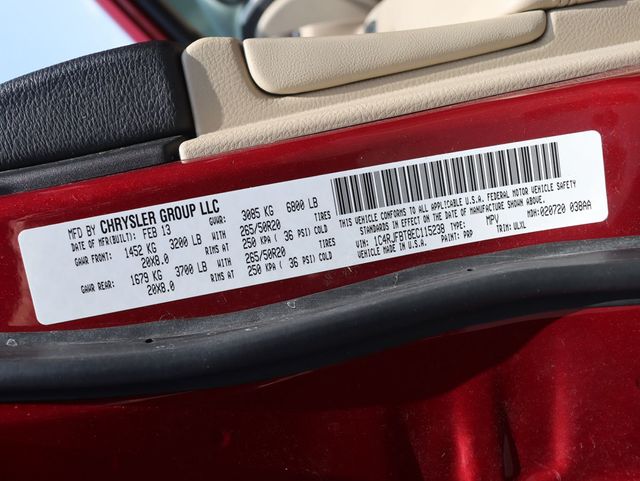 MFD BY CHRYSLER GROUP LLC
DATE OF MFR(BUILT): FEB 13 GVWR: 3085 KG 6800 LB
GAWR FRONT: 1452 KG 3200 LB WITH 265/50R20 TIRES
20X8.0 RIMS AT 250 KPA ( 36 PSI) COLD
GAWR REAR: 1679 KG 3700 LB WITH 265/50R20 TIRES
20X8.0 RIMS AT 250 KPA ( 36 PSI) COLD
THIS VEHICLE CONFORMS TO ALL APPLICABLE U.S.A. FEDERAL MOTOR VEHICLE SAFETY
STANDARDS IN EFFECT ON THE DATE OF MANUFACTURE SHOWN ABOVE.
VIN: 1C4RJFBT8EC115238 TYPE: MPV MDH: 020720 038AA
VEHICLE MADE IN U.S.A. PAINT: PRP TRIM: ULXL